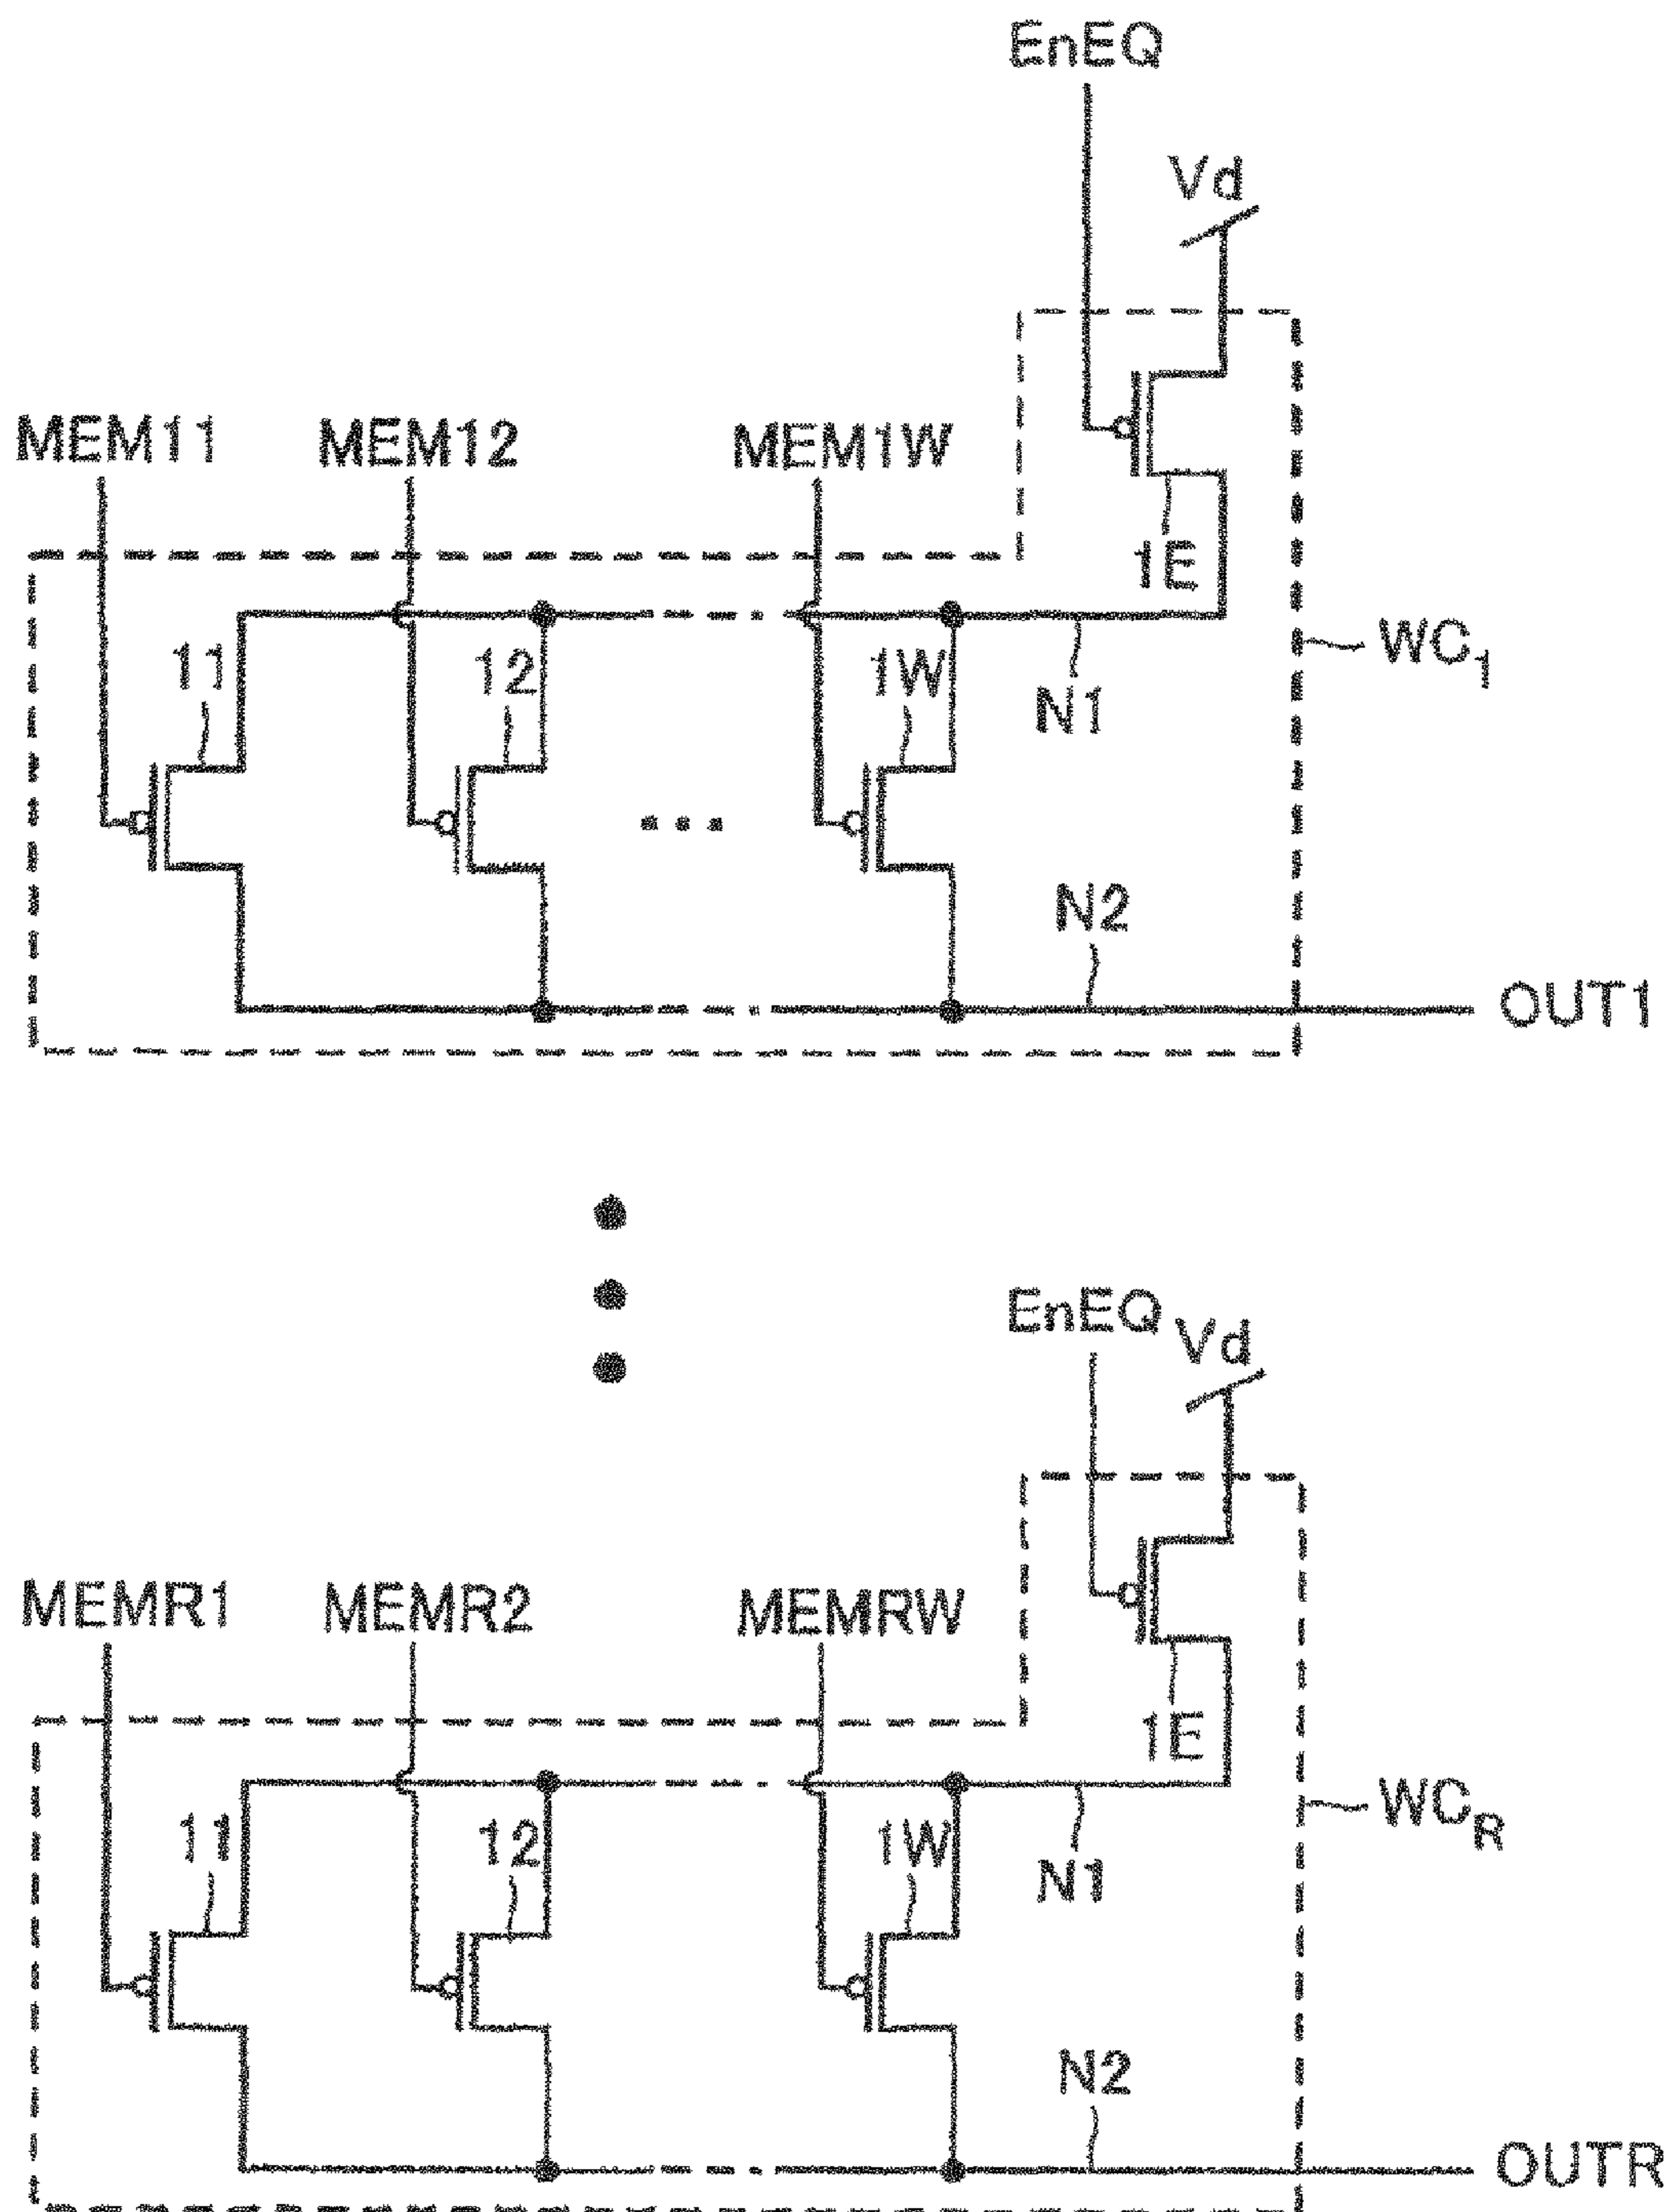 EnEQ
Vd
MEM11 MEM12 MEM1W
1E
11 12 1W N1 WC1
N2
OUT1
EnEQ Vd
MEMR1 MEMR2 MEMRW
1E
11 12 1W N1 WCR
N2
OUTR